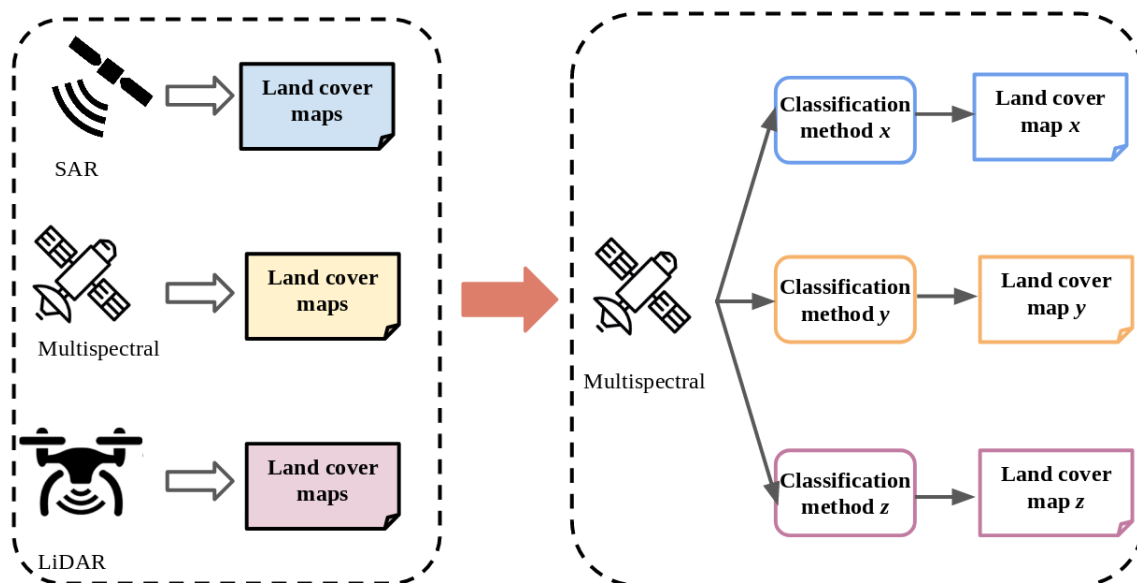 SAR
Land cover
maps
Multispectral
Land cover
maps
LiDAR
Land cover
maps
Multispectral
Classification
method x
Land cover
map x
Classification
method y
Land cover
map y
Classification
method z
Land cover
map z